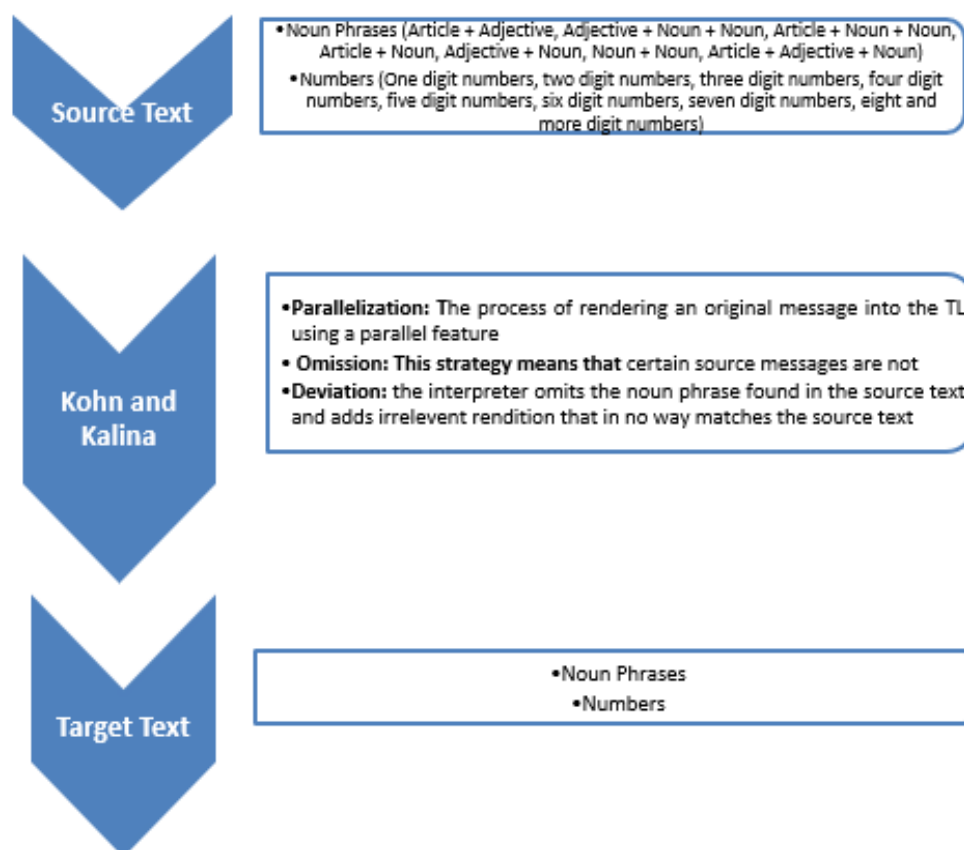 Source Text
•Noun Phrases (Article + Adjective, Adjective + Noun + Noun, Article + Noun + Noun,
Article + Noun, Adjective + Noun, Noun + Noun, Article + Adjective + Noun)
•Numbers (One digit numbers, two digit numbers, three digit numbers, four digit
numbers, five digit numbers, six digit numbers, seven digit numbers, eight and
more digit numbers)
Kohn and
Kalina
•Parallelization: The process of rendering an original message into the TL
using a parallel feature
• Omission: This strategy means that certain source messages are not
•Deviation: the interpreter omits the noun phrase found in the source text
and adds irrelevent rendition that in no way matches the source text
Target Text
•Noun Phrases
•Numbers